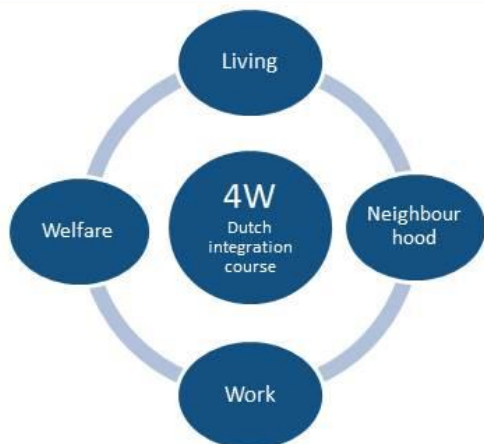 Living
4W
Dutch
integration
course
Welfare
Neighbour
hood
Work